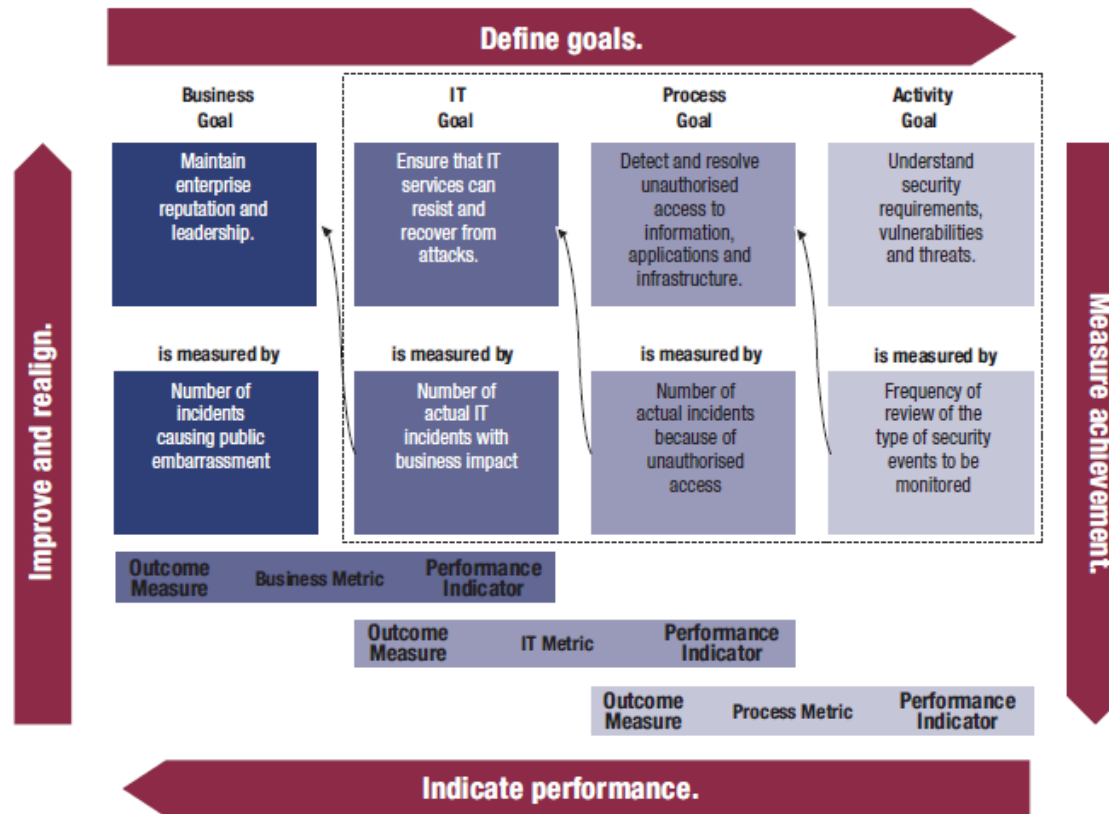 Define goals.
Business
Goal
IT
Goal
Process
Goal
Activity
Goal
Maintain
enterprise
reputation and
leadership.
Ensure that IT
services can
resist and
recover from
attacks.
Detect and resolve
unauthorised
access to
information,
applications and
infrastructure.
Understand
security
requirements,
vulnerabilities
and threats.
is measured by
is measured by
is measured by
is measured by
Number of
incidents
causing public
embarrassment
Number of
actual IT
incidents with
business impact
Number of
actual incidents
because of
unauthorised
access
Frequency of
review of the
type of security
events to be
monitored
Improve and realign.
Measure achievement.
Outcome
Measure
Business Metric
Performance
Indicator
Outcome
Measure
IT Metric
Performance
Indicator
Outcome
Measure
Process Metric
Performance
Indicator
Indicate performance.